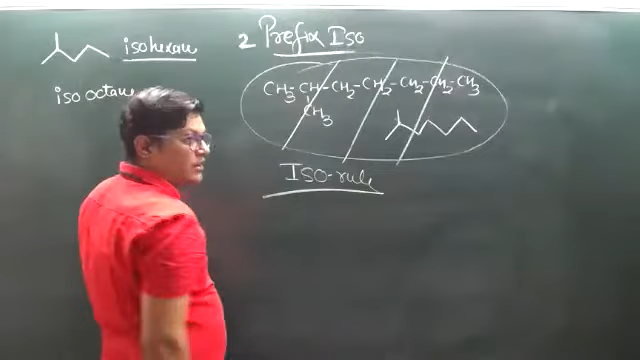 isohexane
iso octane
2 Prefix Iso
CH3-CH-CH2-CH2-CH2-CH2-CH3
CH3
Iso-rule